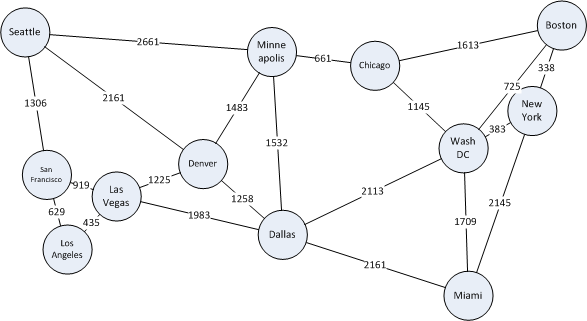 Boston
Seattle
2661
Minne
apolis
661
Chicago
1613
338
725
New
York
1306
2161
1483
1145
383
1532
Wash
DC
Denver
San
Francisco
919
1225
Las
Vegas
1258
2113
2145
629
435
1983
1709
Los
Angeles
Dallas
2161
Miami